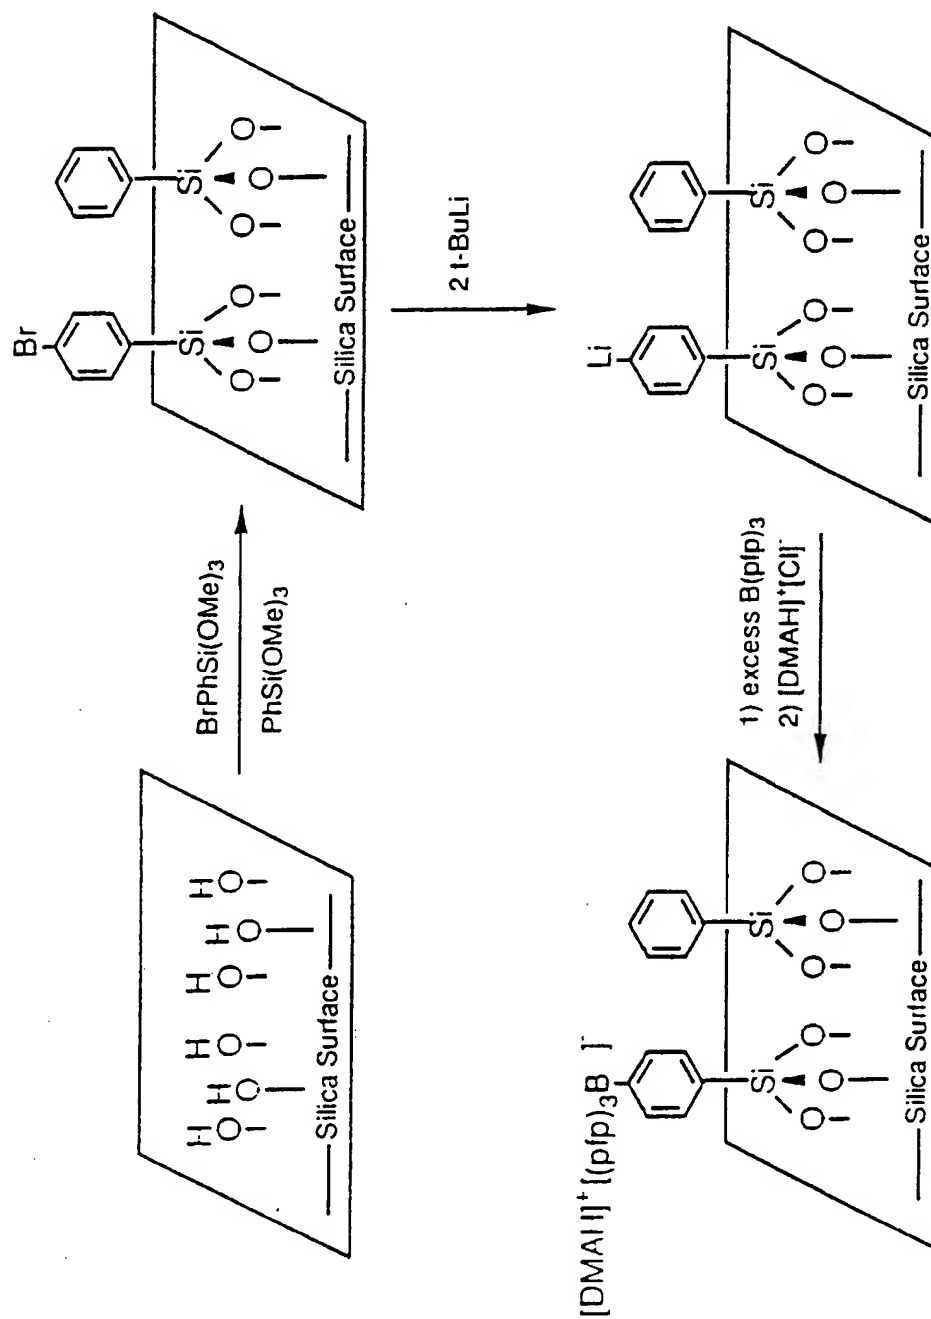 H H H H H H
O O O O O O
Silica Surface
BrPhSi(OMe)3
PhSi(OMe)3
Br
Si Si
O O O O O O
Silica Surface
2 t-BuLi
Li
Si Si
O O O O O O
Silica Surface
1) excess B(pfp)3
2) [DMAH]+[Cl]-
[DMAH]+[(pfp)3B ]-
Si Si
O O O O O O
Silica Surface